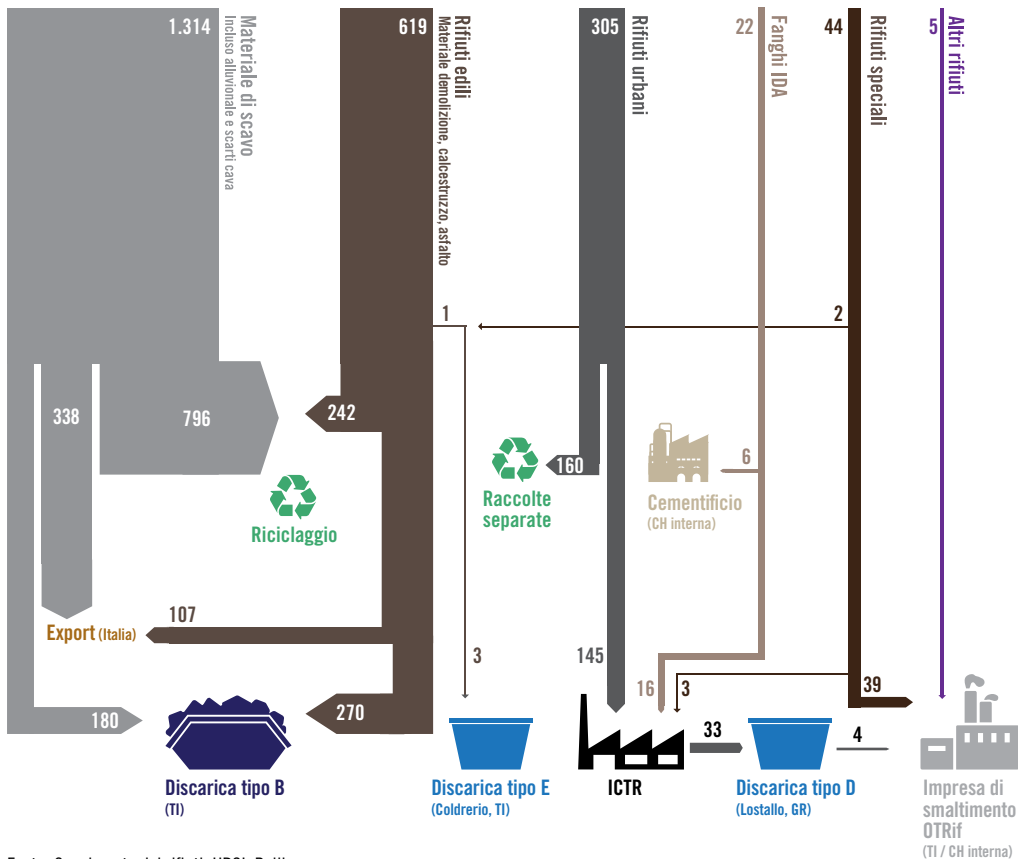 1.314
Materiale di scavo
Incluso alluvionale e scarti cava
619
Rifiuti edili
Materiale demolizione, calcestruzzo, asfalto
305
Rifiuti urbani
22
Fanghi IDA
44
Rifiuti speciali
5
Altri rifiuti
1
2
338
796
242
160
6
Raccolte
separate
Cementificio
(CH interna)
Riciclaggio
107
Export (Italia)
3
145
16
3
39
180
270
33
4
Discarica tipo B
(TI)
Discarica tipo E
(Coldrerio, TI)
ICTR
Discarica tipo D
(Lostallo, GR)
Impresa di
smaltimento
OTRif
(TI / CH interna)